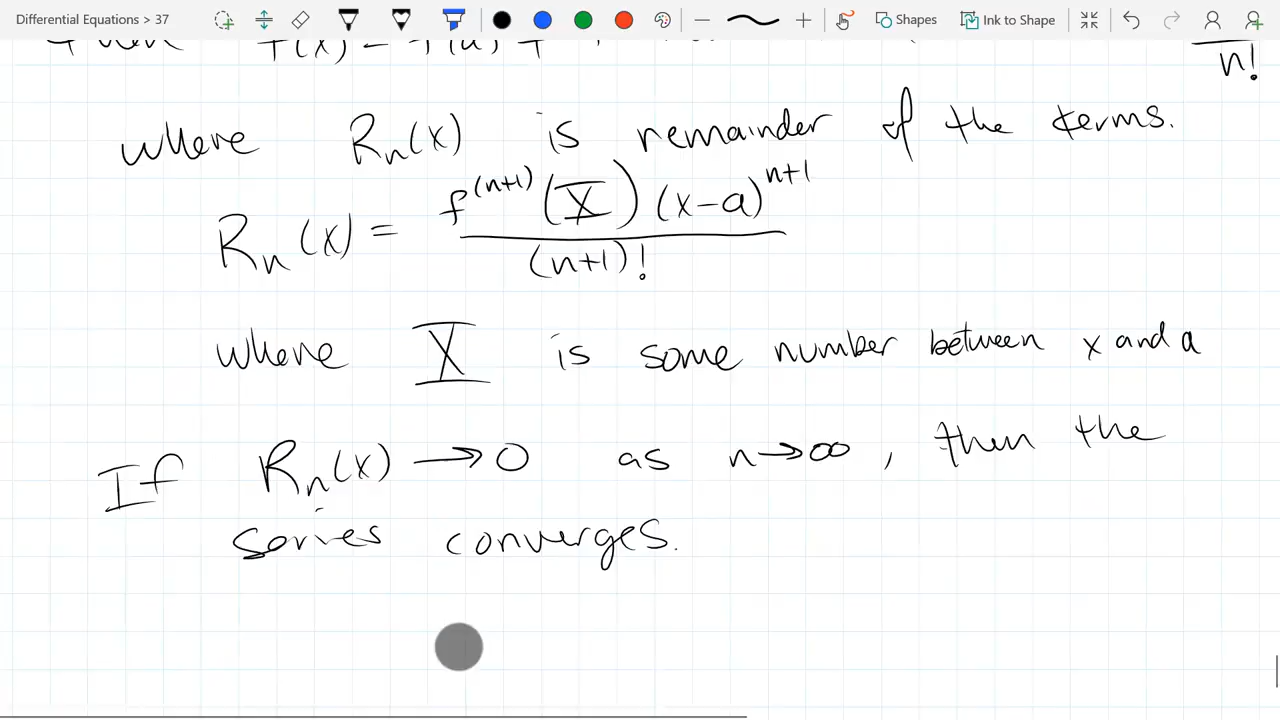 Differential Equations > 37
Shapes
Ink to Shape
n!
where Rn(x) is remainder of the terms.
Rn(x) = f^(n+1)(X)(x-a)^n+1 / (n+1)!
where X is some number between x and a
If Rn(x) → 0 as n→∞, then the
series converges.